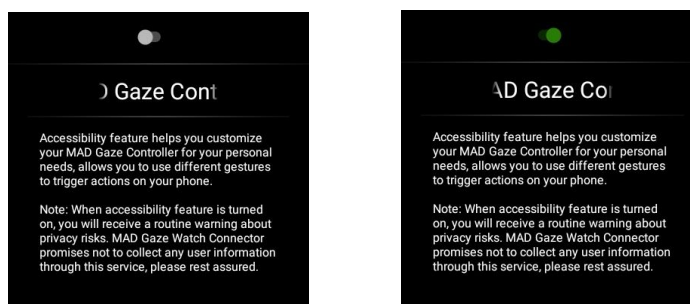 D Gaze Cont
Accessibility feature helps you customize
your MAD Gaze Controller for your personal
needs, allows you to use different gestures
to trigger actions on your phone.
Note: When accessibility feature is turned
on, you will receive a routine warning about
privacy risks. MAD Gaze Watch Connector
promises not to collect any user information
through this service, please rest assured.
AD Gaze Co
Accessibility feature helps you customize
your MAD Gaze Controller for your personal
needs, allows you to use different gestures
to trigger actions on your phone.
Note: When accessibility feature is turned
on, you will receive a routine warning about
privacy risks. MAD Gaze Watch Connector
promises not to collect any user information
through this service, please rest assured.